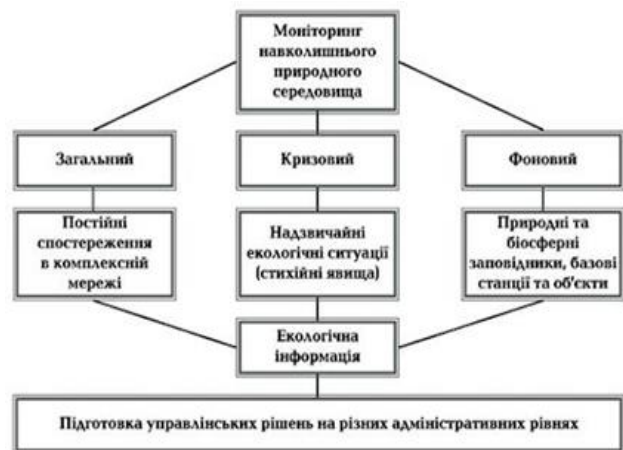 Моніторинг
навколишнього
природного
середовища
Загальний
Кризовий
Фоновий
Постійні
спостереження
в комплексній
мережі
Надзвичайні
екологічні ситуації
(стихійні явища)
Природні та
біосферні
заповідники, базові
станції та об'єкти
Екологічна
інформація
Підготовка управлінських рішень на різних адміністративних рівнях